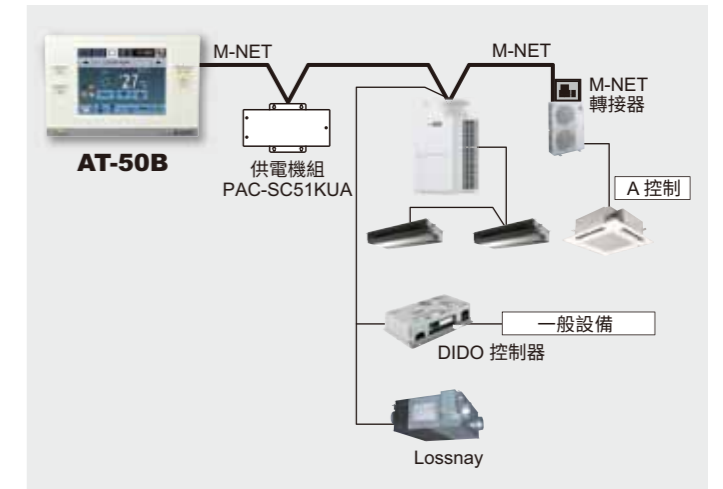 M-NET
M-NET
M-NET
轉接器
AT-50B
供電機組
PAC-SC51KUA
A 控制
一般設備
DIDO 控制器
Lossnay
27